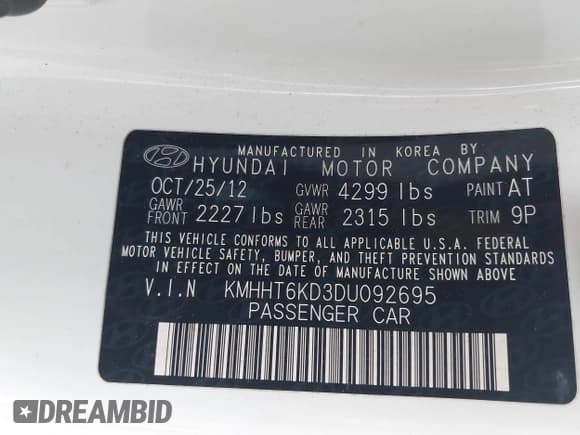 MANUFACTURED IN KOREA BY
HYUNDAI MOTOR COMPANY
OCT/25/12 GVWR 4299 lbs PAINT AT
GAWR FRONT 2227 lbs GAWR REAR 2315 lbs TRIM 9P
THIS VEHICLE CONFORMS TO ALL APPLICABLE U.S.A. FEDERAL
MOTOR VEHICLE SAFETY, BUMPER, AND THEFT PREVENTION STANDARDS
IN EFFECT ON THE DATE OF MANUFACTURE SHOWN ABOVE
V.I.N KMHHT6KD3DU092695
PASSENGER CAR
DREAMBID